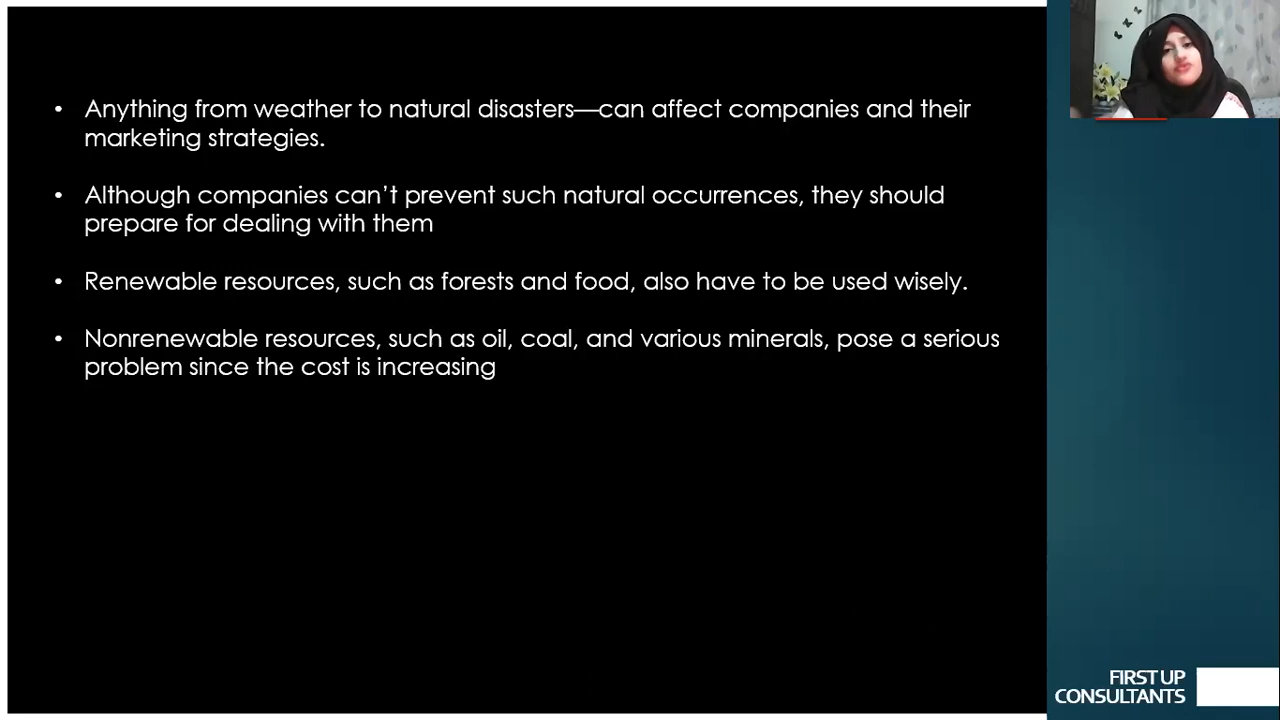 • Anything from weather to natural disasters—can affect companies and their
marketing strategies.
• Although companies can’t prevent such natural occurrences, they should
prepare for dealing with them
• Renewable resources, such as forests and food, also have to be used wisely.
• Nonrenewable resources, such as oil, coal, and various minerals, pose a serious
problem since the cost is increasing
FIRST UP
CONSULTANTS